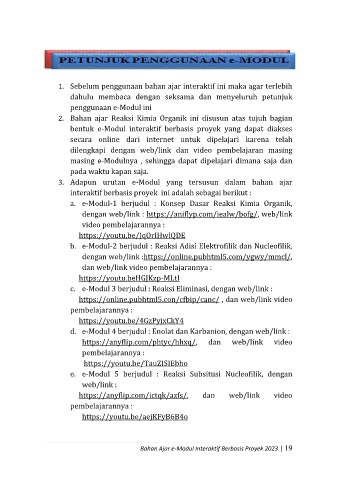 PETUNJUK PENGGUNAAN e-MODUL
1. Sebelum penggunaan bahan ajar interaktif ini maka agar terlebih
dahulu membaca dengan seksama dan menyeluruh petunjuk
penggunaan e-Modul ini
2. Bahan ajar Reaksi Kimia Organik ini disusun atas tujuh bagian
bentuk e-Modul interaktif berbasis proyek yang dapat diakses
secara online dari internet untuk dipelajari karena telah
dilengkapi dengan web/link dan video pembelajaran masing
masing e-Modulnya , sehingga dapat dipelajari dimana saja dan
pada waktu kapan saja.
3. Adapun urutan e-Modul yang tersusun dalam bahan ajar
interaktif berbasis proyek ini adalah sebagai berikut :
a. e-Modul-1 berjudul : Konsep Dasar Reaksi Kimia Organik,
dengan web/link : https://aniflyp.com/iealw/bofg/, web/link
video pembelajarannya :
https://youtu.be/JqOrIHwlQDE
b. e-Modul-2 berjudul : Reaksi Adisi Elektrofilik dan Nucleofilik,
dengan web/link :https://online.pubhtml5.com/ygwy/mmcl/,
dan web/link video pembelajarannya :
https://youtu.beHGJKzp-MLtI
c. e-Modul 3 berjudul : Reaksi Eliminasi, dengan web/link :
https://online.pubhtml5.con/cfbip/canc/ , dan web/link video
pembelajarannya :
https://youtu.be/4GzPyjxCkY4
d. e-Modul 4 berjudul : Enolat dan Karbanion, dengan web/link :
https://anyflip.com/phtyc/hhxq/, dan web/link video
pembelajarannya :
https://youtu.be/TauZISIEbho
e. e-Modul 5 berjudul : Reaksi Subsitusi Nucleofilik, dengan
web/link :
https://anyflip.com/ictqk/axfs/, dan web/link video
pembelajarannya :
https://youtu.be/aejKFyB6B4o
Bahan Ajar e-Modul Interaktif Berbasis Proyek 2023 | 19